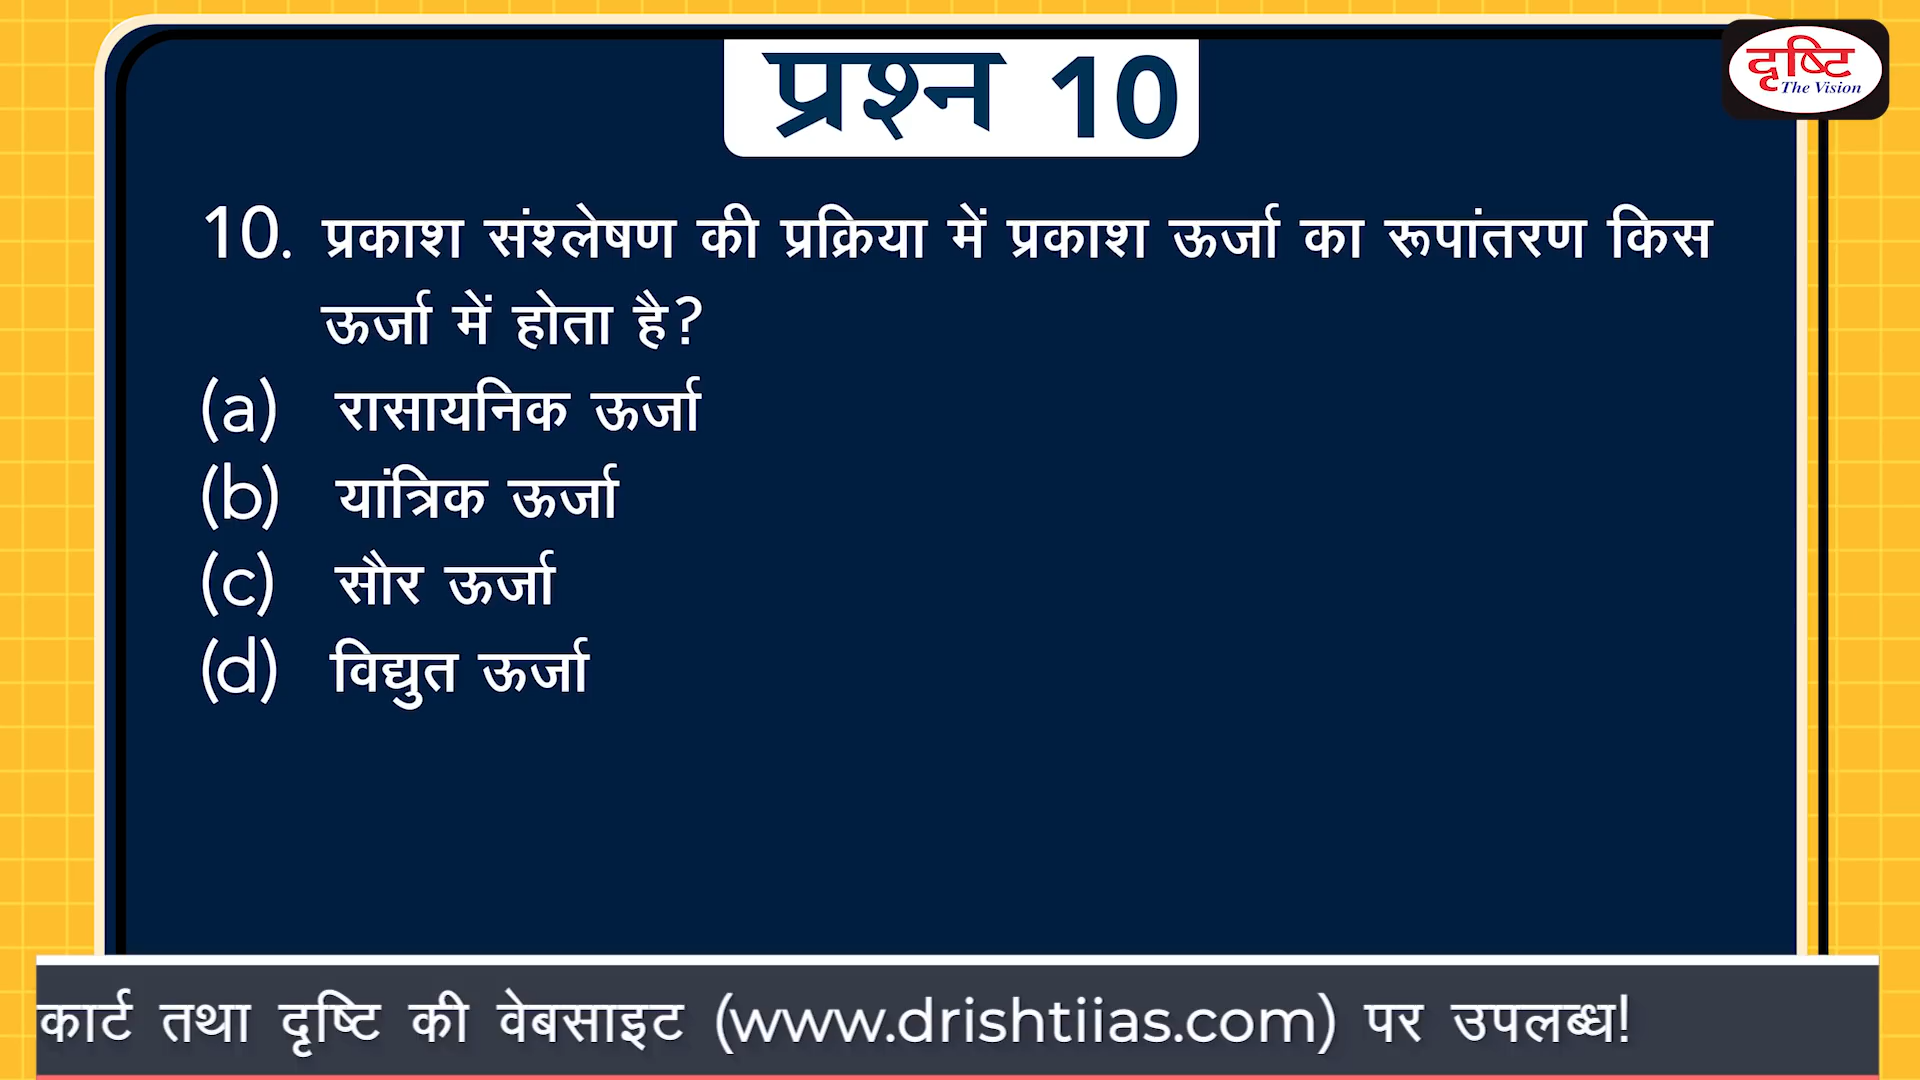 प्रश्न 10
दृष्टि
The Vision
10. प्रकाश संश्लेषण की प्रक्रिया में प्रकाश ऊर्जा का रूपांतरण किस
ऊर्जा में होता है?
(a) रासायनिक ऊर्जा
(b) यांत्रिक ऊर्जा
(c) सौर ऊर्जा
(d) विद्युत ऊर्जा
कार्ट तथा दृष्टि की वेबसाइट (www.drishtiias.com) पर उपलब्ध!